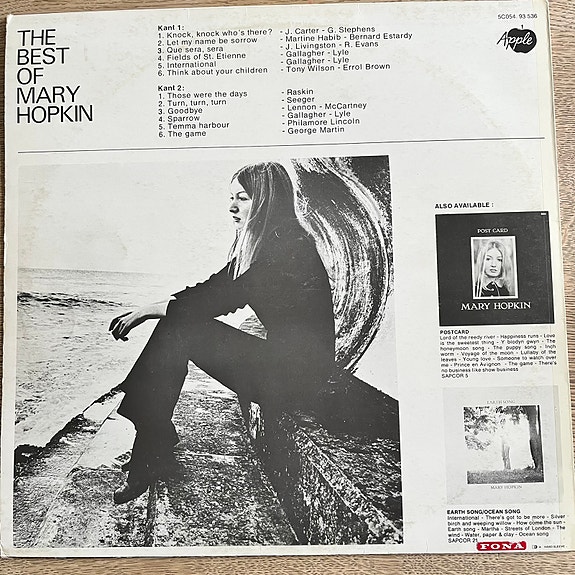 THE
BEST
OF
MARY
HOPKIN
Kant 1:
1. Knock, knock who's there? - J. Carter - G. Stephens
2. Let my name be sorrow - Martine Habib - Bernard Estardy
3. Que sera, sera - J. Livingston - R. Evans
4. Fields of St. Etienne - Gallagher - Lyle
5. International - Gallagher - Lyle
6. Think about your children - Tony Wilson - Errol Brown
Kant 2:
1. Those were the days - Raskin
2. Turn, turn, turn - Seeger
3. Goodbye - Lennon - McCartney
4. Sparrow - Gallagher - Lyle
5. Temma harbour - Philamore Lincoln
6. The game - George Martin
5C054. 93 536
1
Apple
ALSO AVAILABLE :
POST CARD
MARY HOPKIN
POSTCARD
Lord of the reedy river - Happiness runs - Love
is the sweetest thing - Y blodyn gwyn - The
honeymoon song - The puppy song - Inch
worm - Voyage of the moon - Lullaby of the
leaves - Young love - Someone to watch over
me - Prince en Avignon - The game - There's
no business like show business
SAPCOR 5
EARTH SONG
MARY HOPKIN
EARTH SONG/OCEAN SONG
International - There's got to be more - Silver
birch and weeping willow - How come the sun -
Earth song - Martha - Streets of London - The
wind - Water, paper & clay - Ocean song
SAPCOR 21
FONA